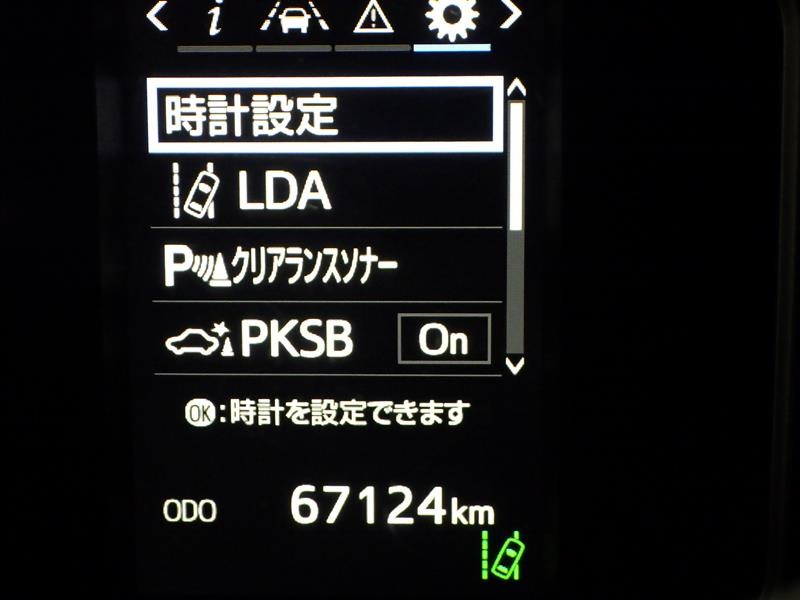 時計設定
LDA
Pクリアランスソナー
PKSB On
OK:時計を設定できます
ODO 67124km